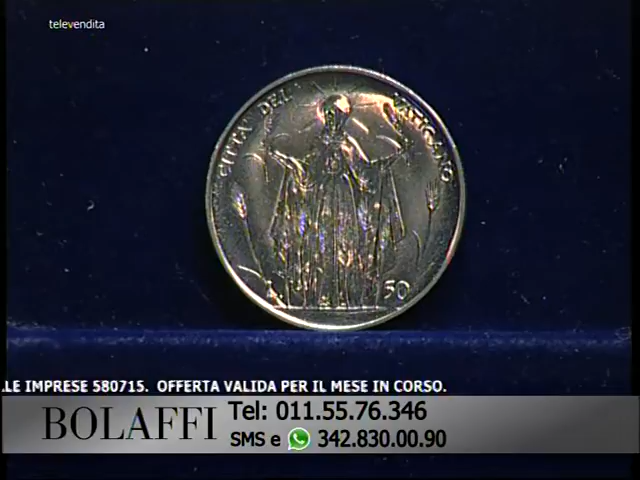 televendita
CITTA' DEL VATICANO
L. 50
.LE IMPRESE 580715. OFFERTA VALIDA PER IL MESE IN CORSO.
BOLAFFI
Tel: 011.55.76.346
SMS e 342.830.00.90